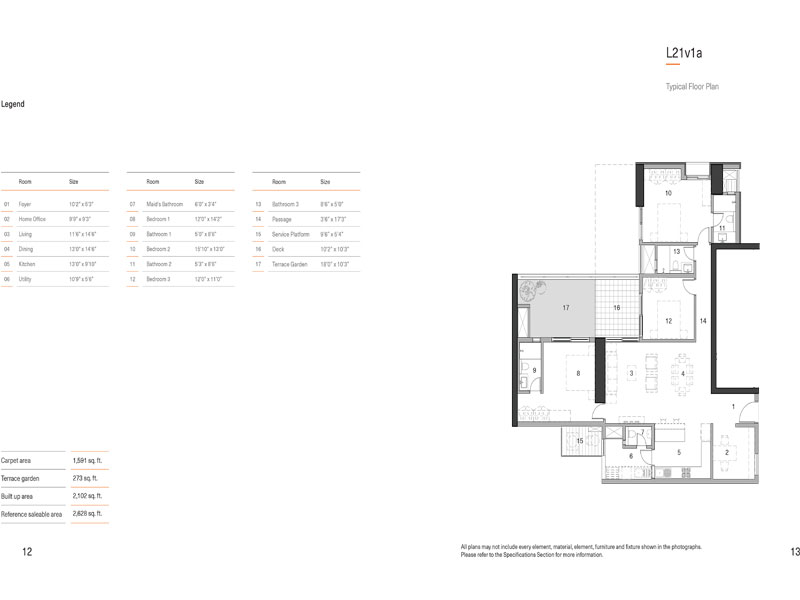 L21v1a
Typical Floor Plan
Legend
Room Size
01 Foyer 10'2" x 5'3"
02 Home Office 9'9" x 8'3"
03 Living 11'6" x 14'6"
04 Dining 13'0" x 14'6"
05 Kitchen 13'0" x 9'10"
06 Utility 10'9" x 5'6"
Room Size
07 Maid's Bathroom 6'0" x 3'4"
08 Bedroom 1 12'0" x 14'2"
09 Bathroom 1 5'0" x 8'6"
10 Bedroom 2 15'10" x 13'0"
11 Bathroom 2 5'3" x 8'6"
12 Bedroom 3 12'0" x 11'0"
Room Size
13 Bathroom 3 8'6" x 5'0"
14 Passage 3'6" x 17'3"
15 Service Platform 9'6" x 5'4"
16 Deck 10'2" x 10'3"
17 Terrace Garden 18'0" x 10'3"
10
11
13
17
16
12
14
9
8
3
4
1
15
7
6
5
2
Carpet area 1,591 sq. ft.
Terrace garden 273 sq. ft.
Built up area 2,102 sq. ft.
Reference saleable area 2,628 sq. ft.
12
All plans may not include every element, material, element, furniture and fixture shown in the photographs.
Please refer to the Specifications Section for more information.
13